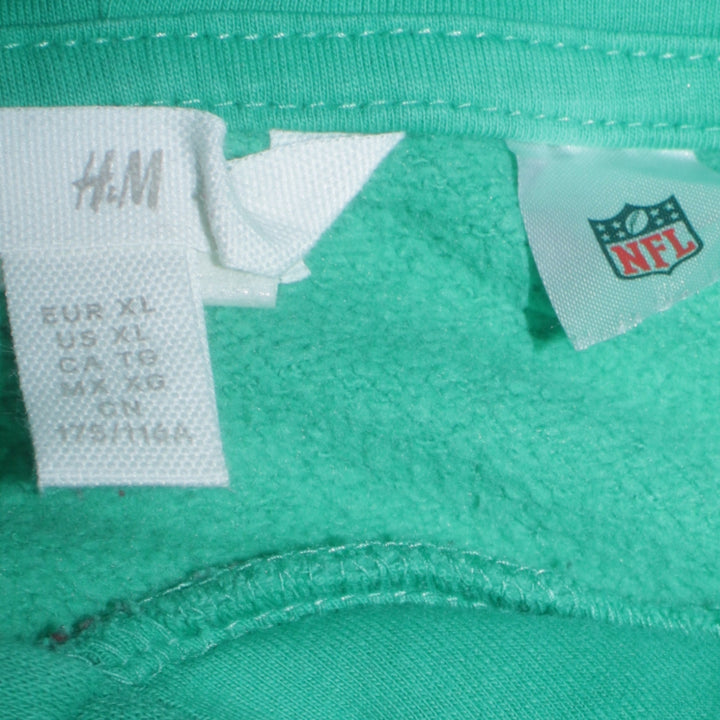 H&M
EUR XL
US XL
CA TG
MX XG
CN
175/116A
NFL